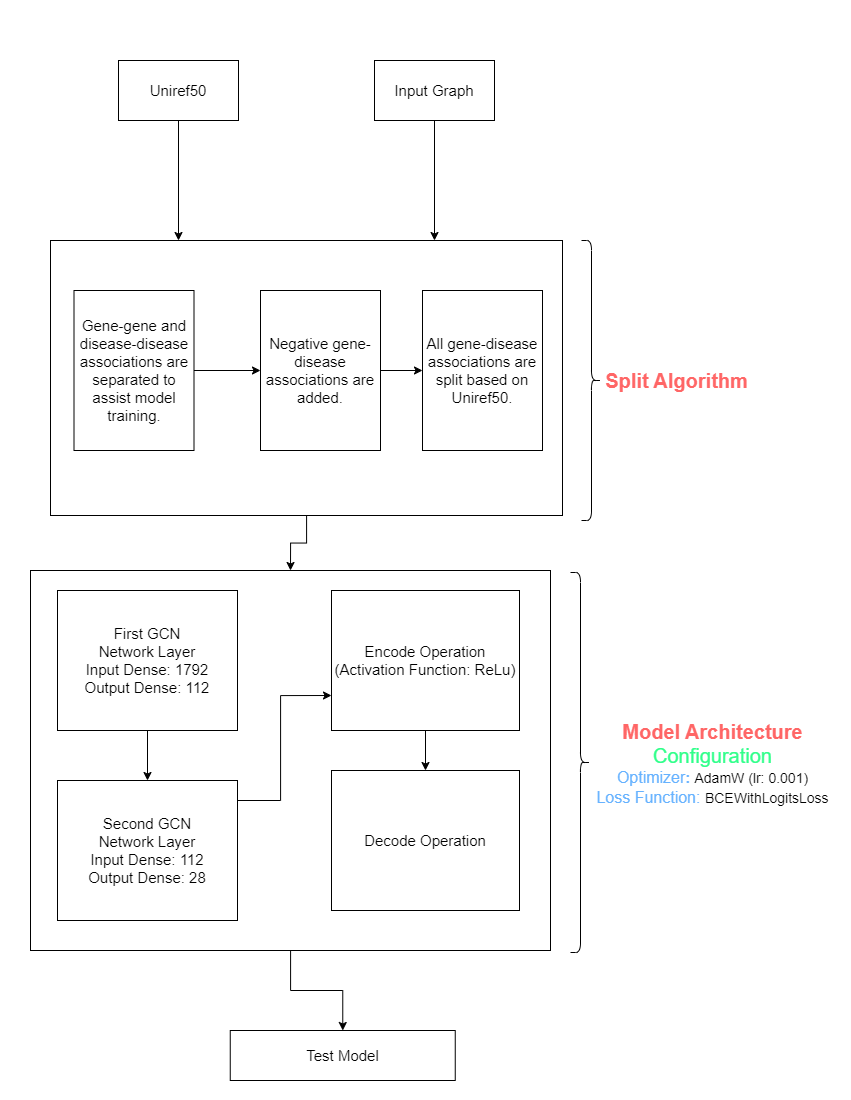 Uniref50
Input Graph
Gene-gene and
disease-disease
associations are
separated to
assist model
training.
Negative gene-
disease
associations are
added.
All gene-disease
associations are
split based on
Uniref50.
Split Algorithm
First GCN
Network Layer
Input Dense: 1792
Output Dense: 112
Encode Operation
(Activation Function: ReLu)
Second GCN
Network Layer
Input Dense: 112
Output Dense: 28
Decode Operation
Model Architecture
Configuration
Optimizer: AdamW (lr: 0.001)
Loss Function: BCEWithLogitsLoss
Test Model